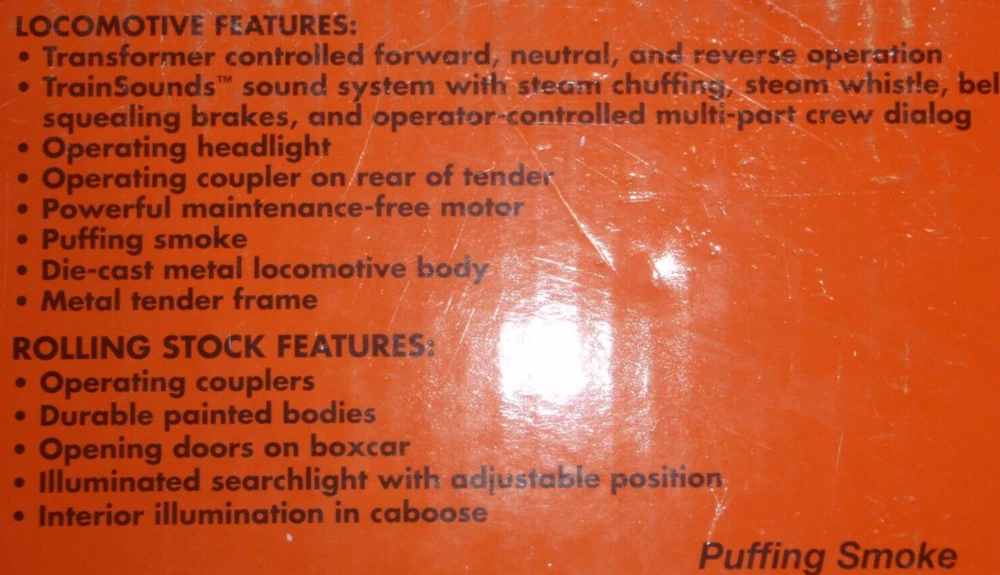 LOCOMOTIVE FEATURES:
• Transformer controlled forward, neutral, and reverse operation
• TrainSounds™ sound system with steam chuffing, steam whistle, bel
squealing brakes, and operator-controlled multi-part crew dialog
• Operating headlight
• Operating coupler on rear of tender
• Powerful maintenance-free motor
• Puffing smoke
• Die-cast metal locomotive body
• Metal tender frame
ROLLING STOCK FEATURES:
• Operating couplers
• Durable painted bodies
• Opening doors on boxcar
• Illuminated searchlight with adjustable position
• Interior illumination in caboose
Puffing Smoke